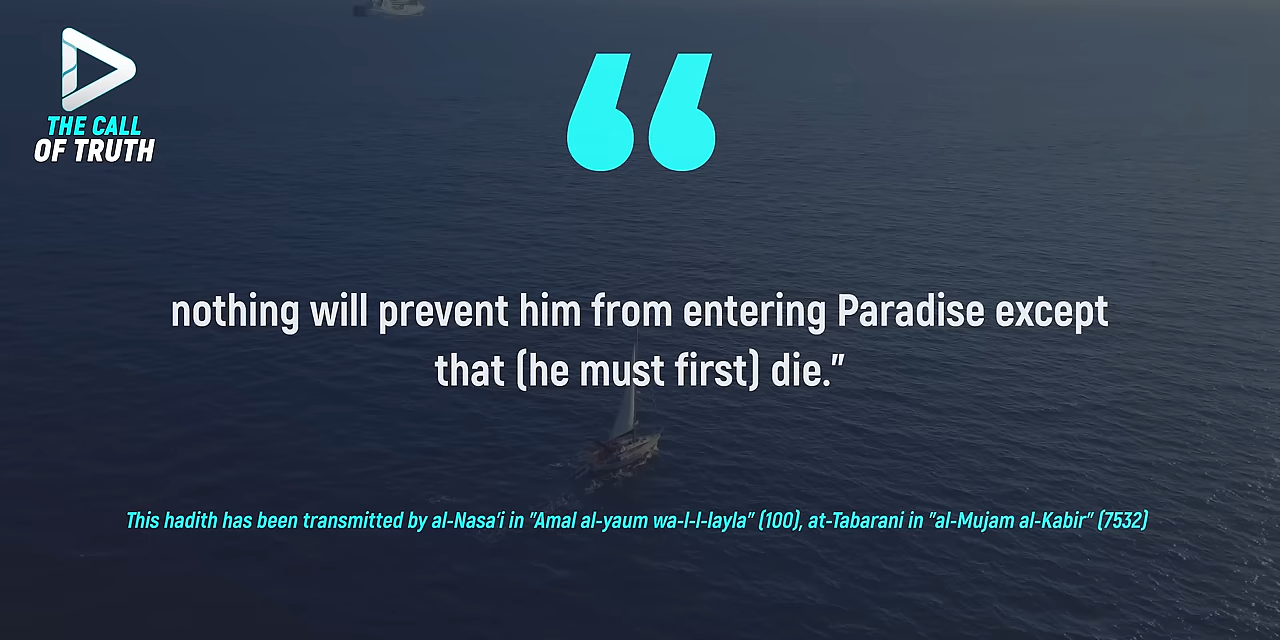 THE CALL
OF TRUTH
“
nothing will prevent him from entering Paradise except
that (he must first) die.”
This hadith has been transmitted by al-Nasa'i in "Amal al-yaum wa-l-l-layla" (100), at-Tabarani in "al-Mujam al-Kabir" (7532)